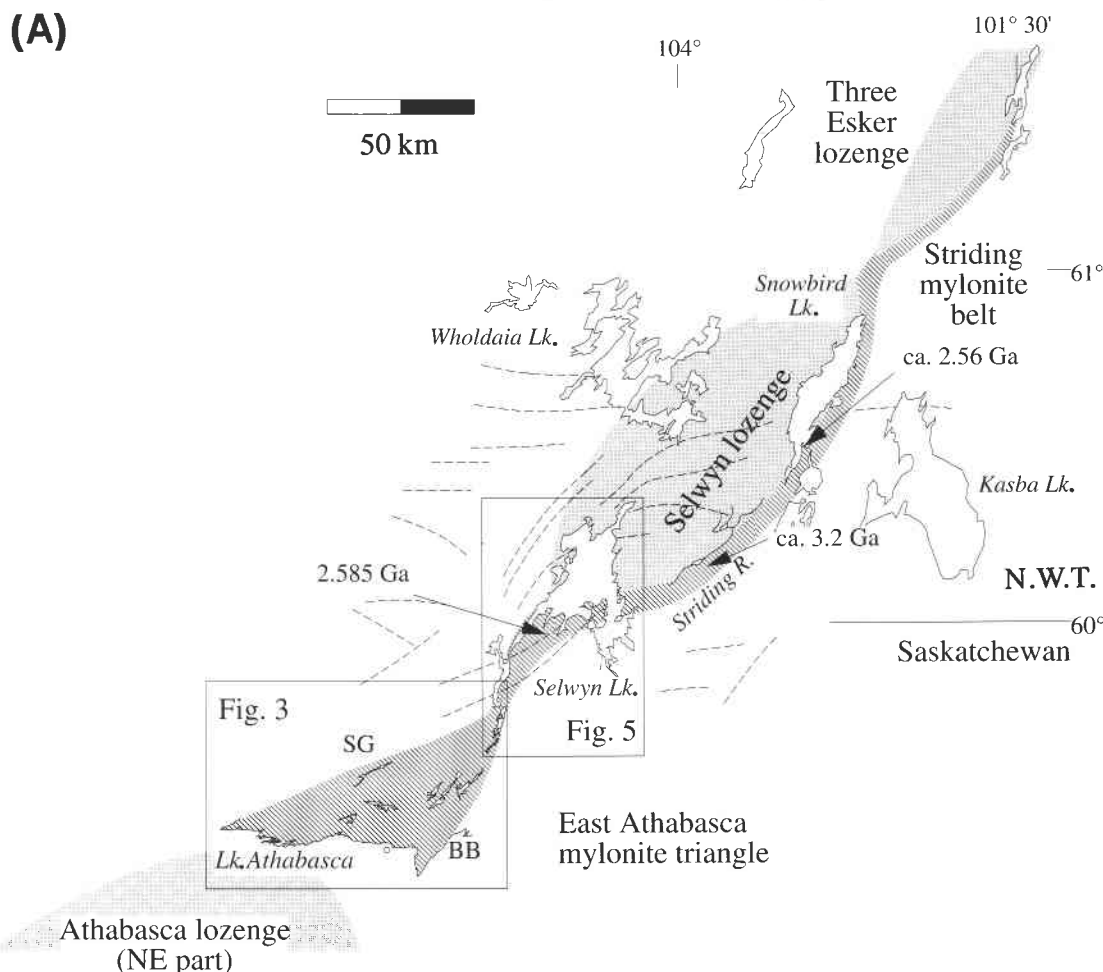 (A)
101° 30'
104°
50 km
Three
Esker
lozenge
Striding
mylonite
belt
61°
Snowbird
Lk.
Wholdaia Lk.
ca. 2.56 Ga
Selwyn lozenge
Kasba Lk.
ca. 3.2 Ga
N.W.T.
2.585 Ga
Striding R.
60°
Saskatchewan
Selwyn Lk.
Fig. 3
Fig. 5
SG
East Athabasca
mylonite triangle
BB
Lk. Athabasca
Athabasca lozenge
(NE part)